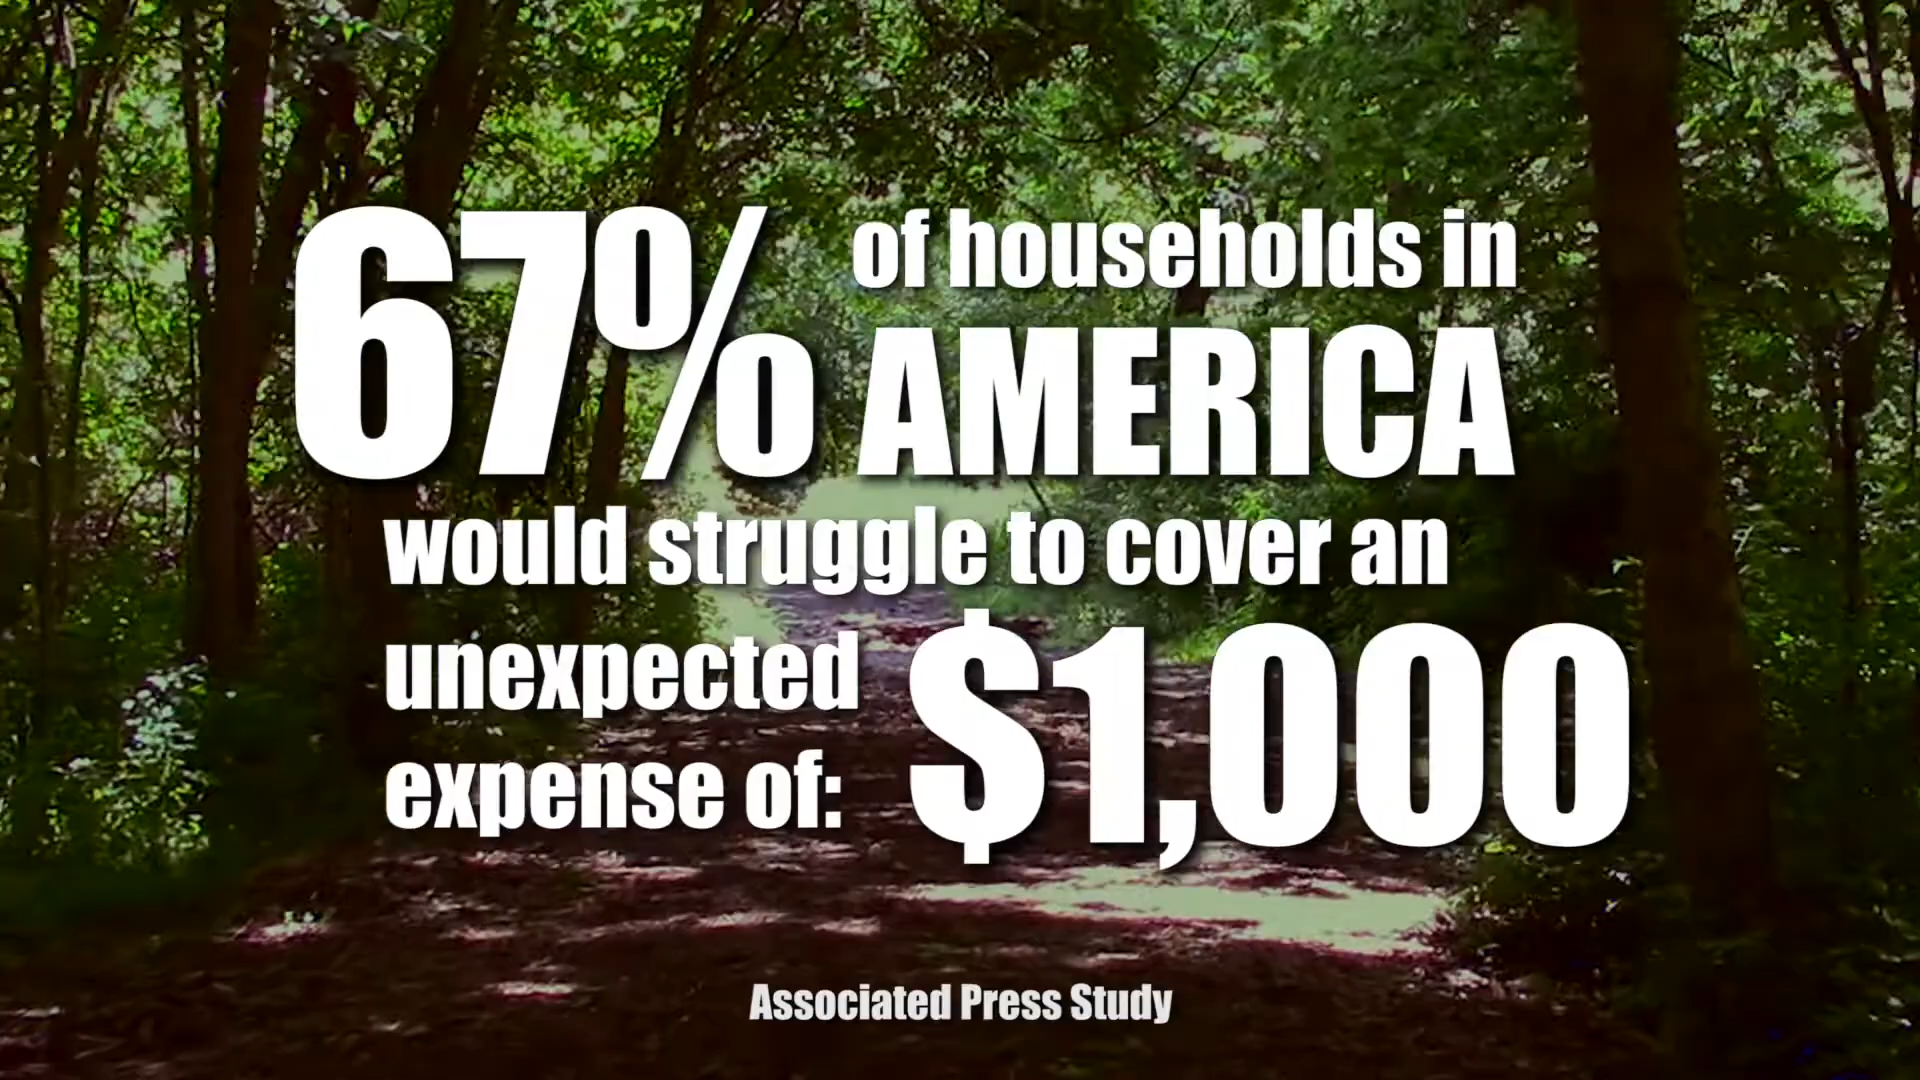 67% of households in
AMERICA
would struggle to cover an
unexpected
expense of: $1,000
Associated Press Study